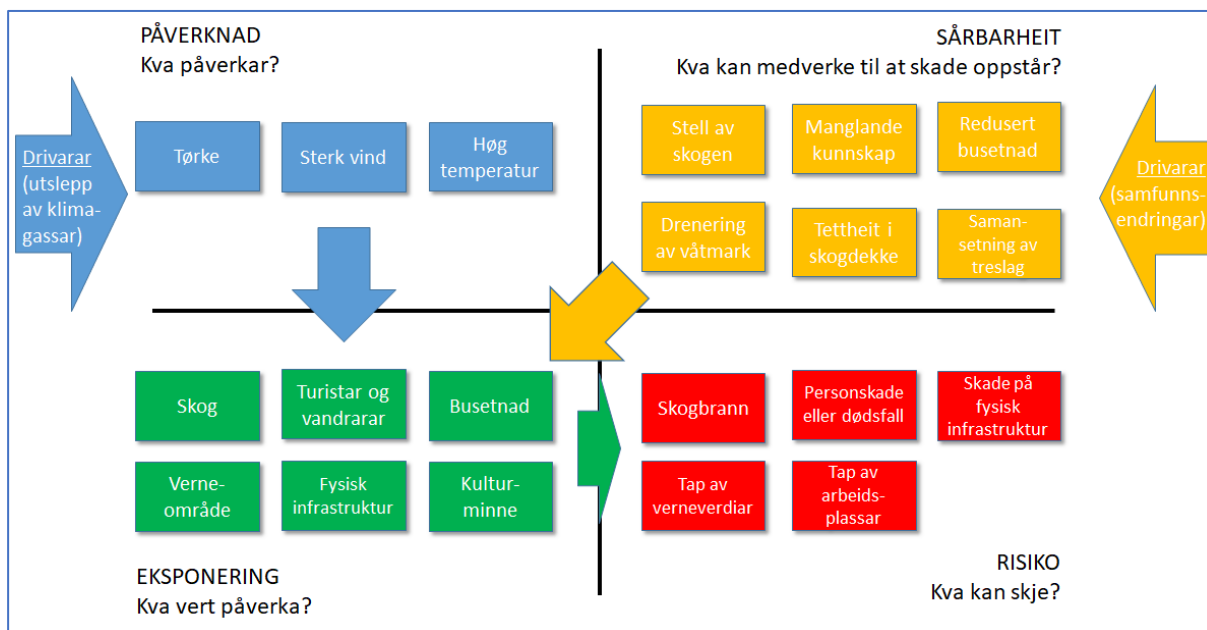 PÅVERKNAD
Kva påverkar?
Drivarar
(utslepp
av klima-
gassar)
Tørke
Sterk vind
Høg
temperatur
SÅRBARHEIT
Kva kan medverke til at skade oppstår?
Stell av
skogen
Manglande
kunnskap
Redusert
busetnad
Drenering
av våtmark
Tettheit i
skogdekke
Saman-
setning av
treslag
Drivarar
(samfunns-
endringar)
Skog
Turistar og
vandrarar
Busetnad
Verne-
område
Fysisk
infrastruktur
Kultur-
minne
EKSPONERING
Kva vert påverka?
Skogbrann
Personskade
eller dødsfall
Skade på
fysisk
infrastruktur
Tap av
verneverdiar
Tap av
arbeids-
plassar
RISIKO
Kva kan skje?